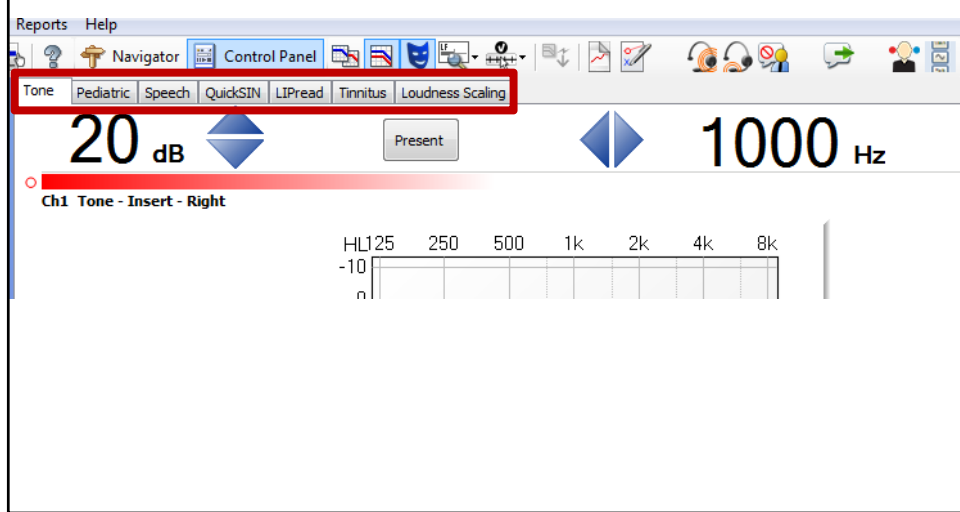 Reports Help
Navigator Control Panel LF
Tone Pediatric Speech QuickSIN LIPread Tinnitus Loudness Scaling
20 dB Present 1000 Hz
Ch1 Tone - Insert - Right
HL 125 250 500 1k 2k 4k 8k
-10
0